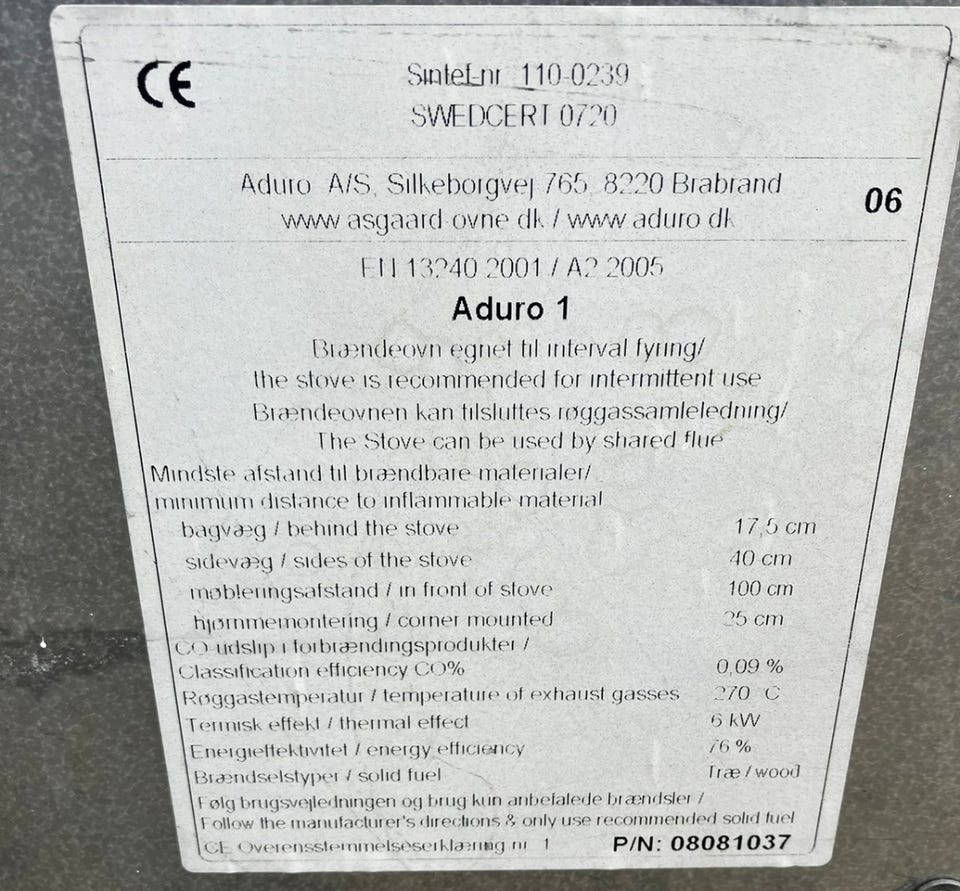 CE
Sintef-nr 110-0239
SWEDCERT 0720
Aduro A/S, Silkeborgvej 765, 8220 Brabrand
www.asgaard-ovne.dk / www.aduro.dk
06
EN 13240 2001 / A2 2005
Aduro 1
Brændeovn egnet til interval fyring/
the stove is recommended for intermittent use
Brændeovnen kan tilsluttes røggassamleledning/
The Stove can be used by shared flue
Mindste afstand til brændbare materialer/
minimum distance to inflammable material
bagvæg / behind the stove 17,5 cm
sidevæg / sides of the stove 40 cm
møbleringsafstand / in front of stove 100 cm
hjørnmemontering / corner mounted 25 cm
CO-udslip i forbrændingsprodukter /
Classification efficiency CO% 0,09 %
Røggastemperatur / temperature of exhaust gasses 270 C
Termisk effekt / thermal effect 6 kW
Energieffektivitet / energy efficiency 76 %
Brændselstyper / solid fuel Træ / wood
Følg brugsvejledningen og brug kun anbefalede brændsler /
Follow the manufacturer's directions & only use recommended solid fuel
CE Overensstemmelseserklæring nr 1 P/N: 08081037